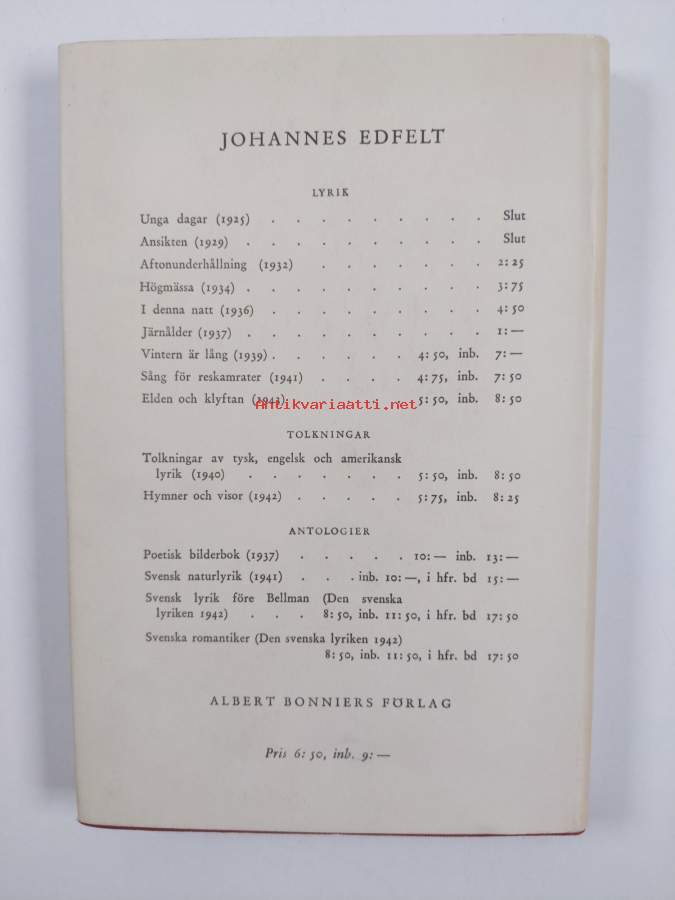 JOHANNES EDFELT
LYRIK
Unga dagar (1925) . . . . . . . . . Slut
Ansikten (1929) . . . . . . . . . . Slut
Aftonunderhållning (1932) . . . . . . . 2: 25
Högmässa (1934) . . . . . . . . . . 3: 75
I denna natt (1936) . . . . . . . . . 4: 50
Järnålder (1937) . . . . . . . . . . 1: —
Vintern är lång (1939) . . . . . . 4: 50, inb. 7: —
Sång för reskamrater (1941) . . . . 4: 75, inb. 7: 50
Elden och klyftan (1943) . . . . . 5: 50, inb. 8: 50
Antikvariaatti.net
TOLKNINGAR
Tolkningar av tysk, engelsk och amerikansk
lyrik (1940) . . . . . . . 5: 50, inb. 8: 50
Hymner och visor (1942) . . . . . 5: 75, inb. 8: 25
ANTOLOGIER
Poetisk bilderbok (1937) . . . . . 10: — inb. 13: —
Svensk naturlyrik (1941) . . . inb. 10: —, i hfr. bd 15: —
Svensk lyrik före Bellman (Den svenska
lyriken 1942) . . . 8: 50, inb. 11: 50, i hfr. bd 17: 50
Svenska romantiker (Den svenska lyriken 1942)
8: 50, inb. 11: 50, i hfr. bd 17: 50
ALBERT BONNIERS FÖRLAG
Pris 6: 50, inb. 9: —